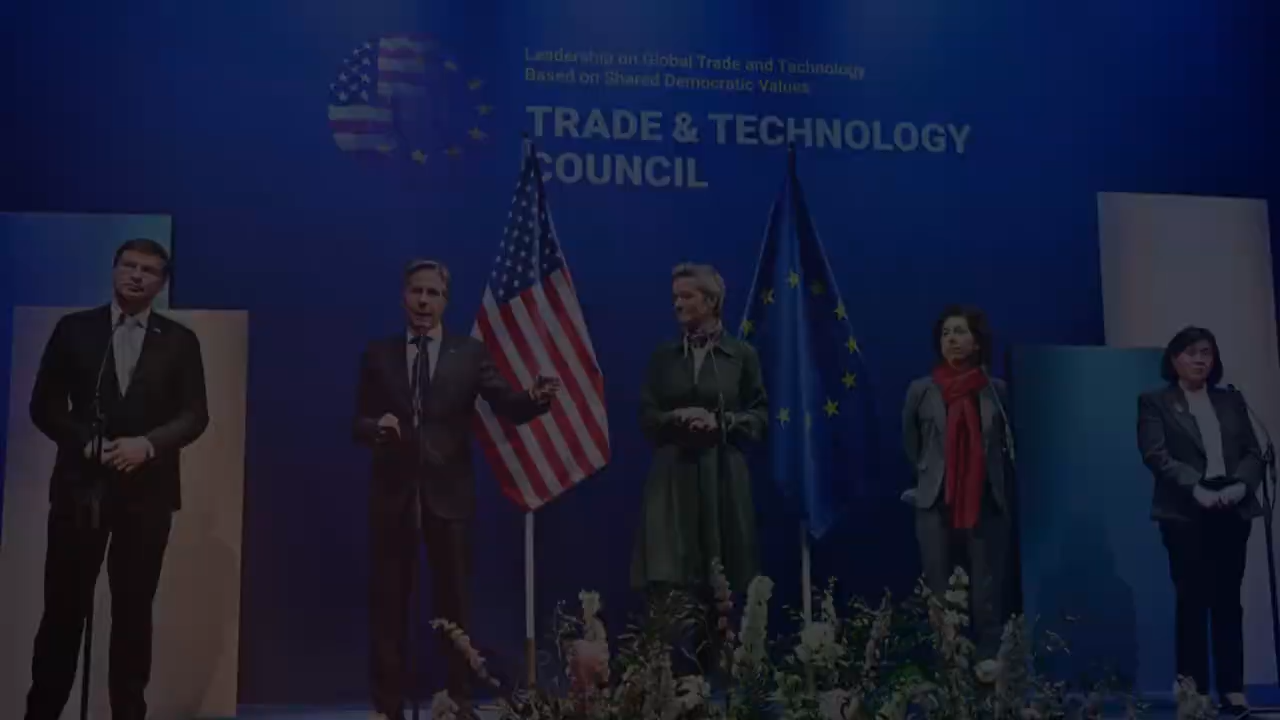 Leadership on Global Trade and Technology
Based on Shared Democratic Values
TRADE & TECHNOLOGY
COUNCIL